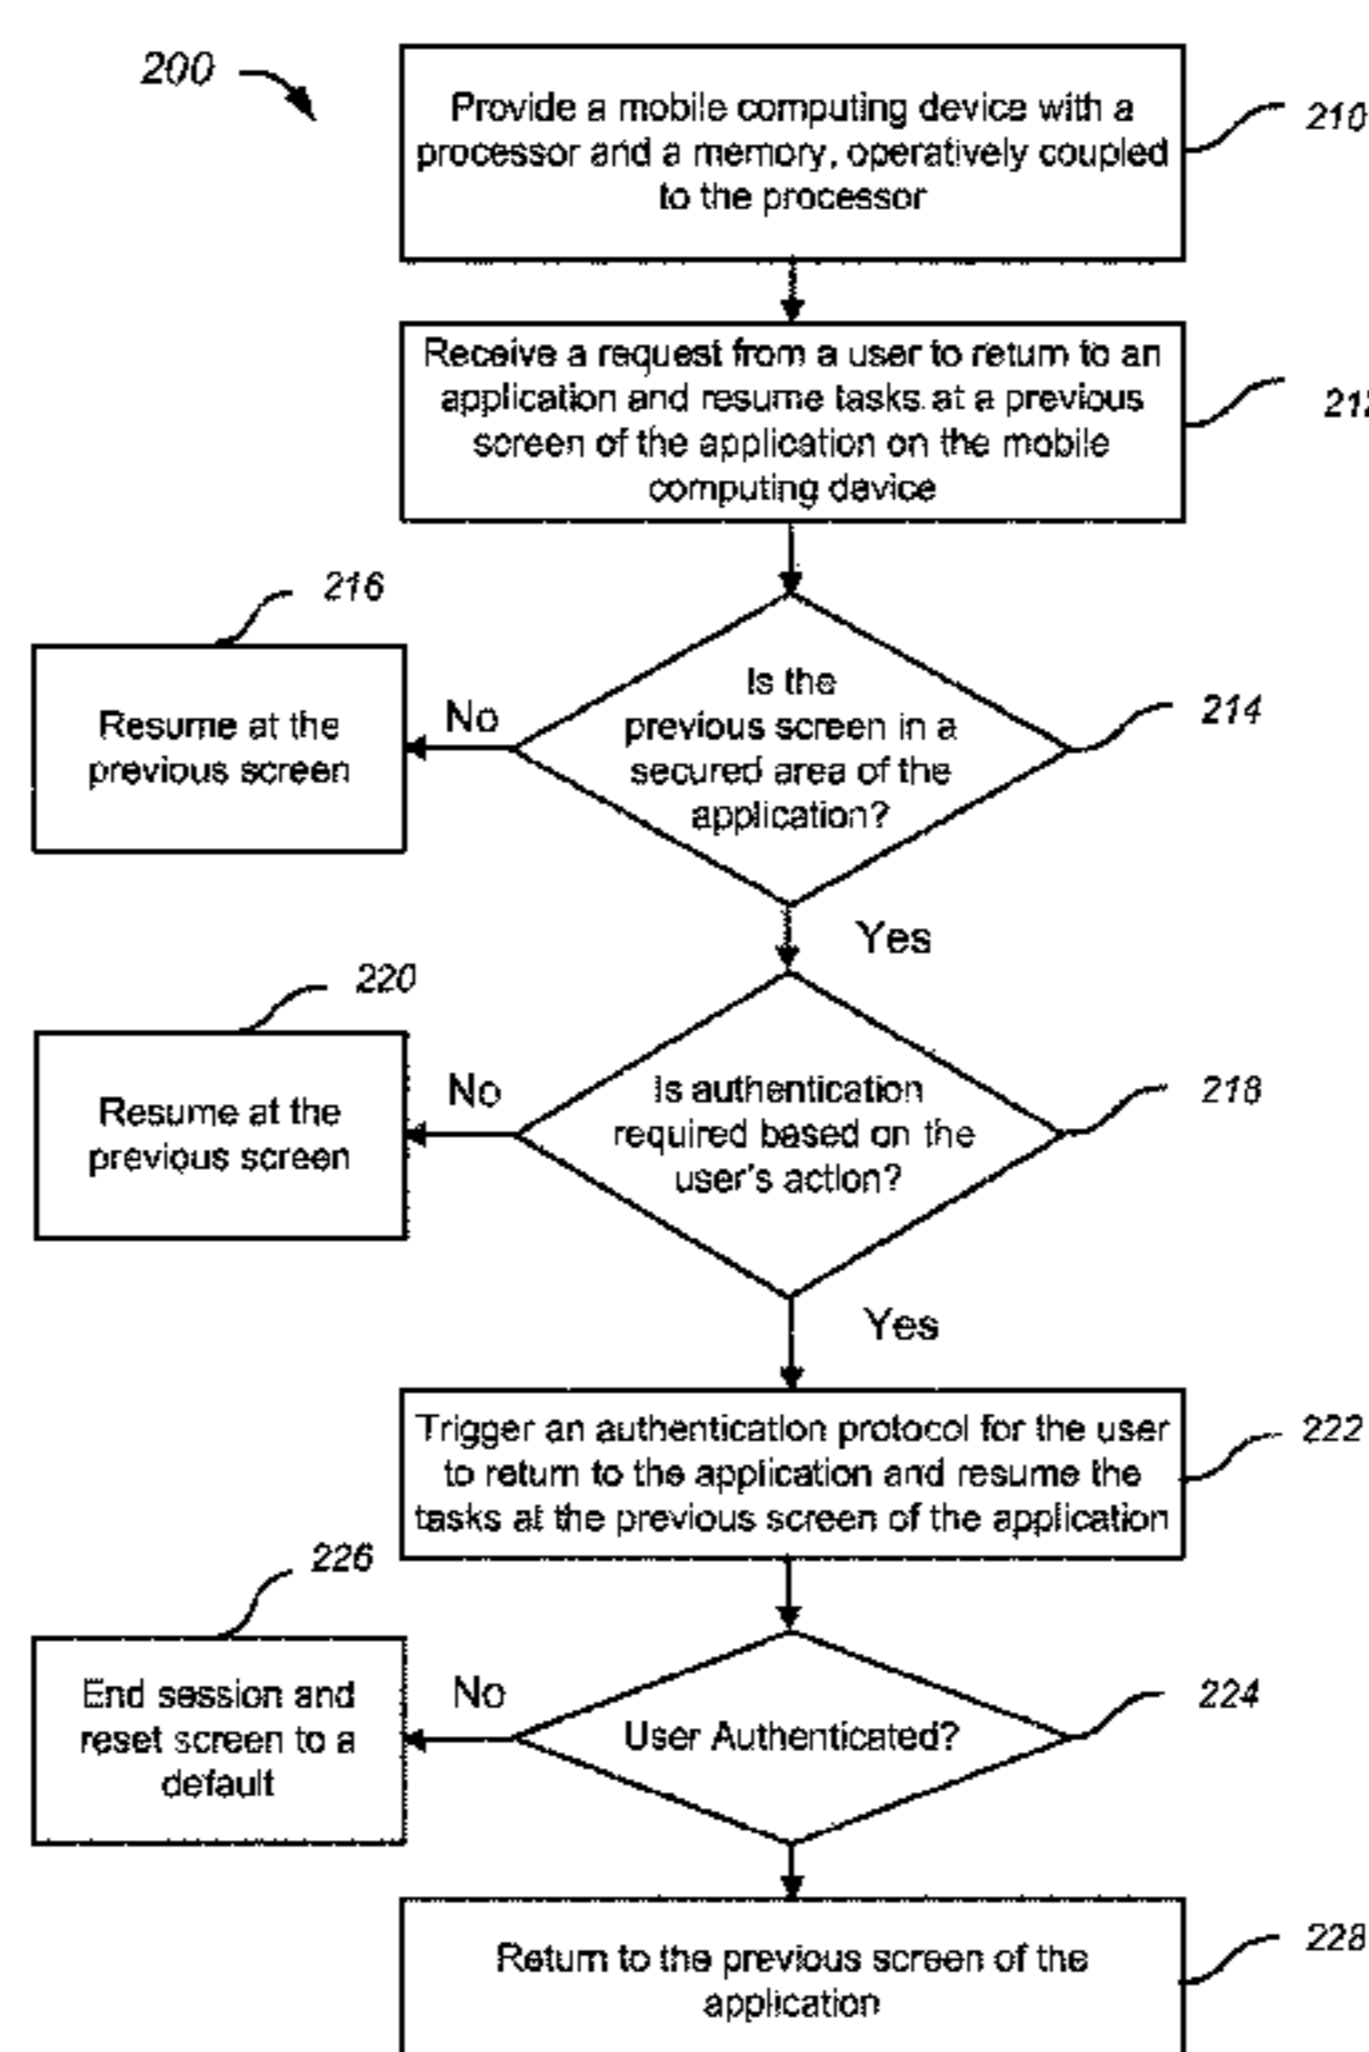 200
Provide a mobile computing device with a
processor and a memory, operatively coupled
to the processor
210
Receive a request from a user to return to an
application and resume tasks at a previous
screen of the application on the mobile
computing device
216
Is the
previous screen in a
secured area of the
application?
214
No
Resume at the
previous screen
Yes
220
Is authentication
required based on the
user's action?
218
No
Resume at the
previous screen
Yes
Trigger an authentication protocol for the user
to return to the application and resume the
tasks at the previous screen of the application
222
226
End session and
reset screen to a
default
No
User Authenticated?
224
Return to the previous screen of the
application
228